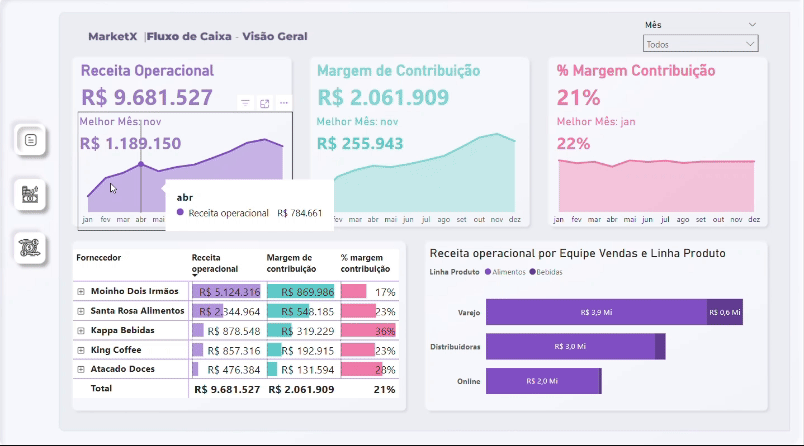 MarketX |Fluxo de Caixa - Visão Geral
Mês
Todos
Receita Operacional
R$ 9.681.527
Melhor Mês: nov
R$ 1.189.150
jan fev mar abr mai
abr
Receita operacional R$ 784.661
Margem de Contribuição
R$ 2.061.909
Melhor Mês: nov
R$ 255.943
jun jul ago set out nov dez
% Margem Contribuição
21%
Melhor Mês: jan
22%
jan fev mar abr mai jun jul ago set out nov dez
Fornecedor Receita operacional Margem de contribuição % margem contribuição
Moinho Dois Irmãos R$ 5.124.316 R$ 869.986 17%
Santa Rosa Alimentos R$ 2.344.964 R$ 548.185 23%
Kappa Bebidas R$ 878.548 R$ 319.229 36%
King Coffee R$ 857.316 R$ 192.915 23%
Atacado Doces R$ 476.384 R$ 131.594 28%
Total R$ 9.681.527 R$ 2.061.909 21%
Receita operacional por Equipe Vendas e Linha Produto
Linha Produto Alimentos Bebidas
Varejo R$ 3,9 Mi R$ 0,6 Mi
Distribuidoras R$ 3,0 Mi
Online R$ 2,0 Mi